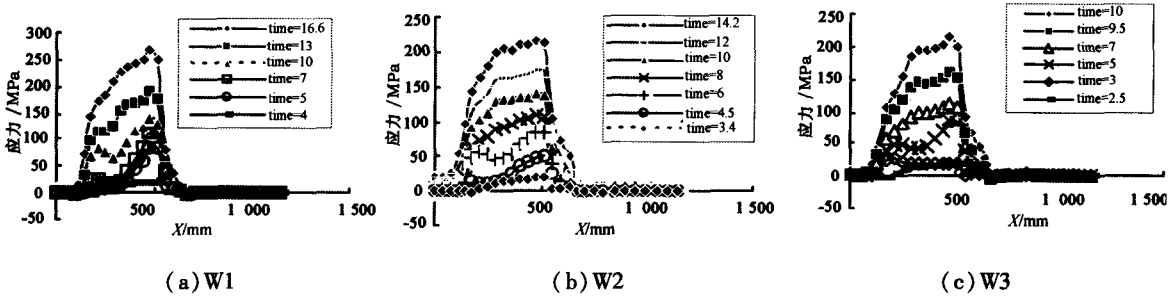 300
250
200
150
100
50
0
-50
应力 /MPa
500
1 000
1 500
X/mm
time=16.6
time=13
time=10
time=7
time=5
time=4
(a) W1
250
200
150
100
50
0
-50
应力 /MPa
0
500
1 000
1 500
X/mm
time=14.2
time=12
time=10
time=8
time=6
time=4.5
time=3.4
(b) W2
300
250
200
150
100
50
0
-50
应力 /MPa
0
500
1 000
1 500
X/mm
time=10
time=9.5
time=7
time=5
time=3
time=2.5
(c) W3